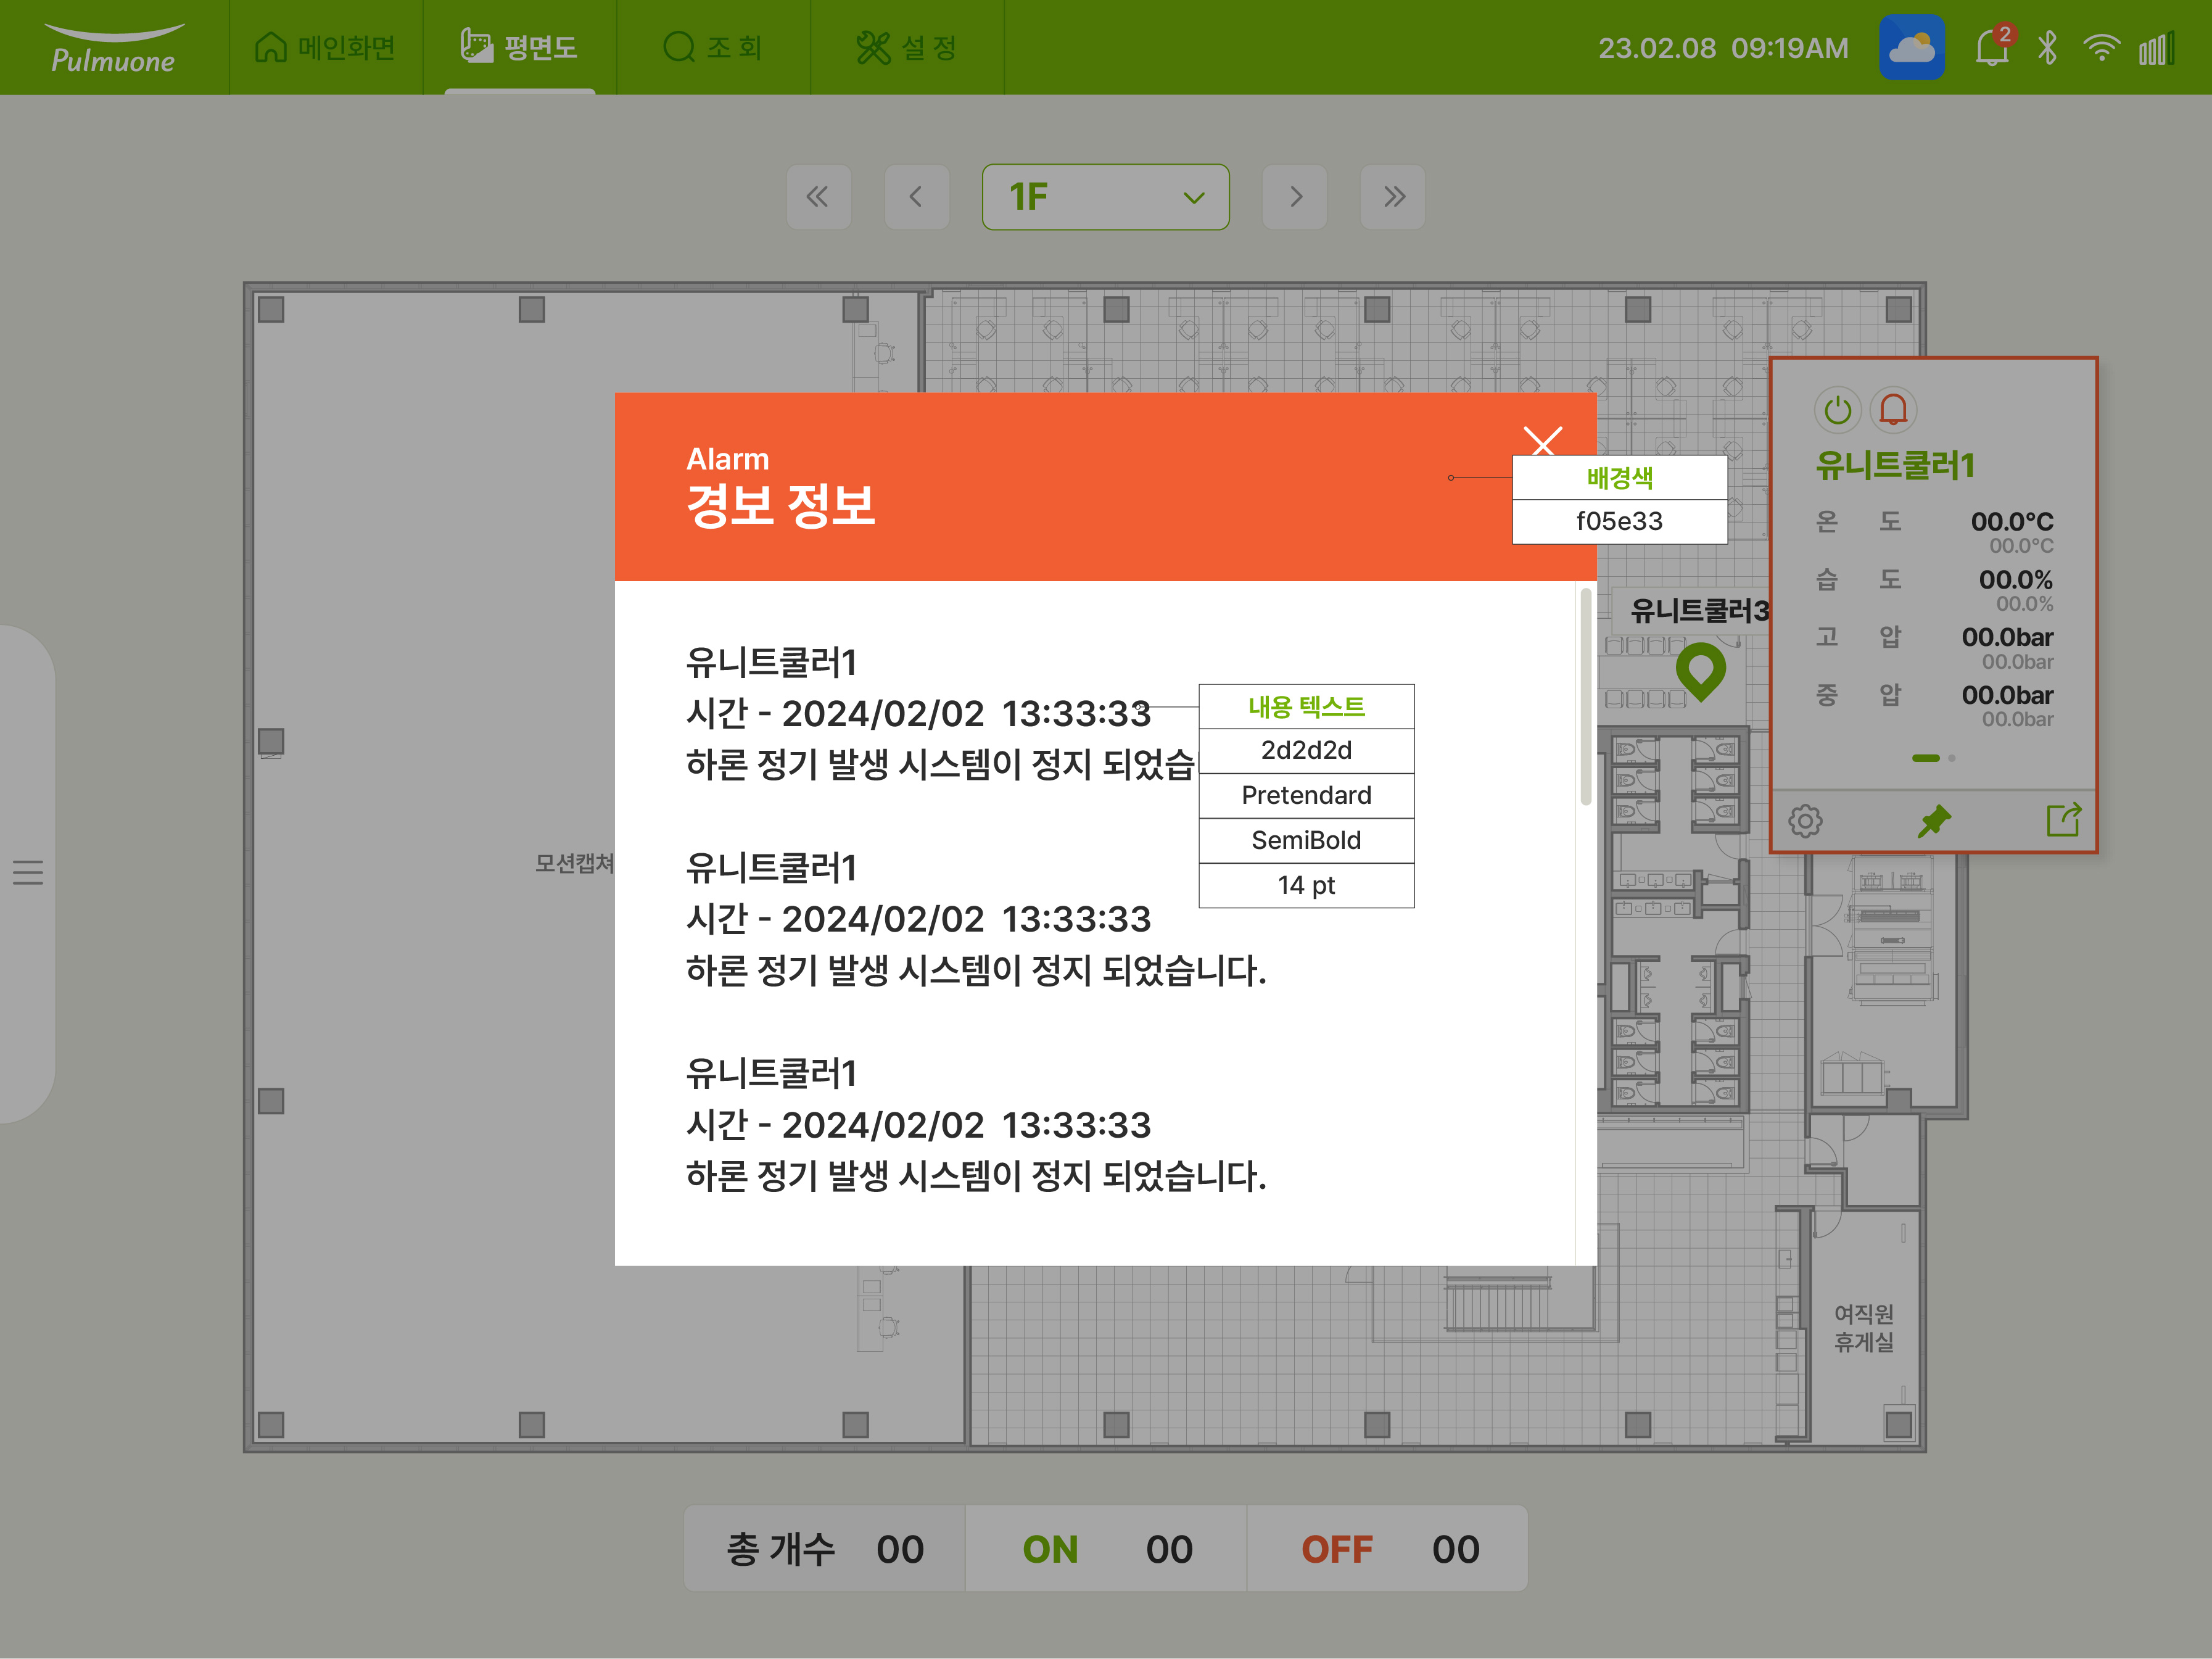 Pulmuone
메인화면
평면도
조 회
설 정
23.02.08 09:19AM
2
1F
Alarm
경보 정보
배경색
f05e33
유니트쿨러1
시간 - 2024/02/02 13:33:33
하론 정기 발생 시스템이 정지 되었습
내용 텍스트
2d2d2d
Pretendard
SemiBold
14 pt
유니트쿨러1
시간 - 2024/02/02 13:33:33
하론 정기 발생 시스템이 정지 되었습니다.
유니트쿨러1
시간 - 2024/02/02 13:33:33
하론 정기 발생 시스템이 정지 되었습니다.
모션캡쳐
유니트쿨러3
유니트쿨러1
온 도 00.0°C
00.0°C
습 도 00.0%
00.0%
고 압 00.0bar
00.0bar
중 압 00.0bar
00.0bar
여직원
휴게실
총 개수 00
ON 00
OFF 00